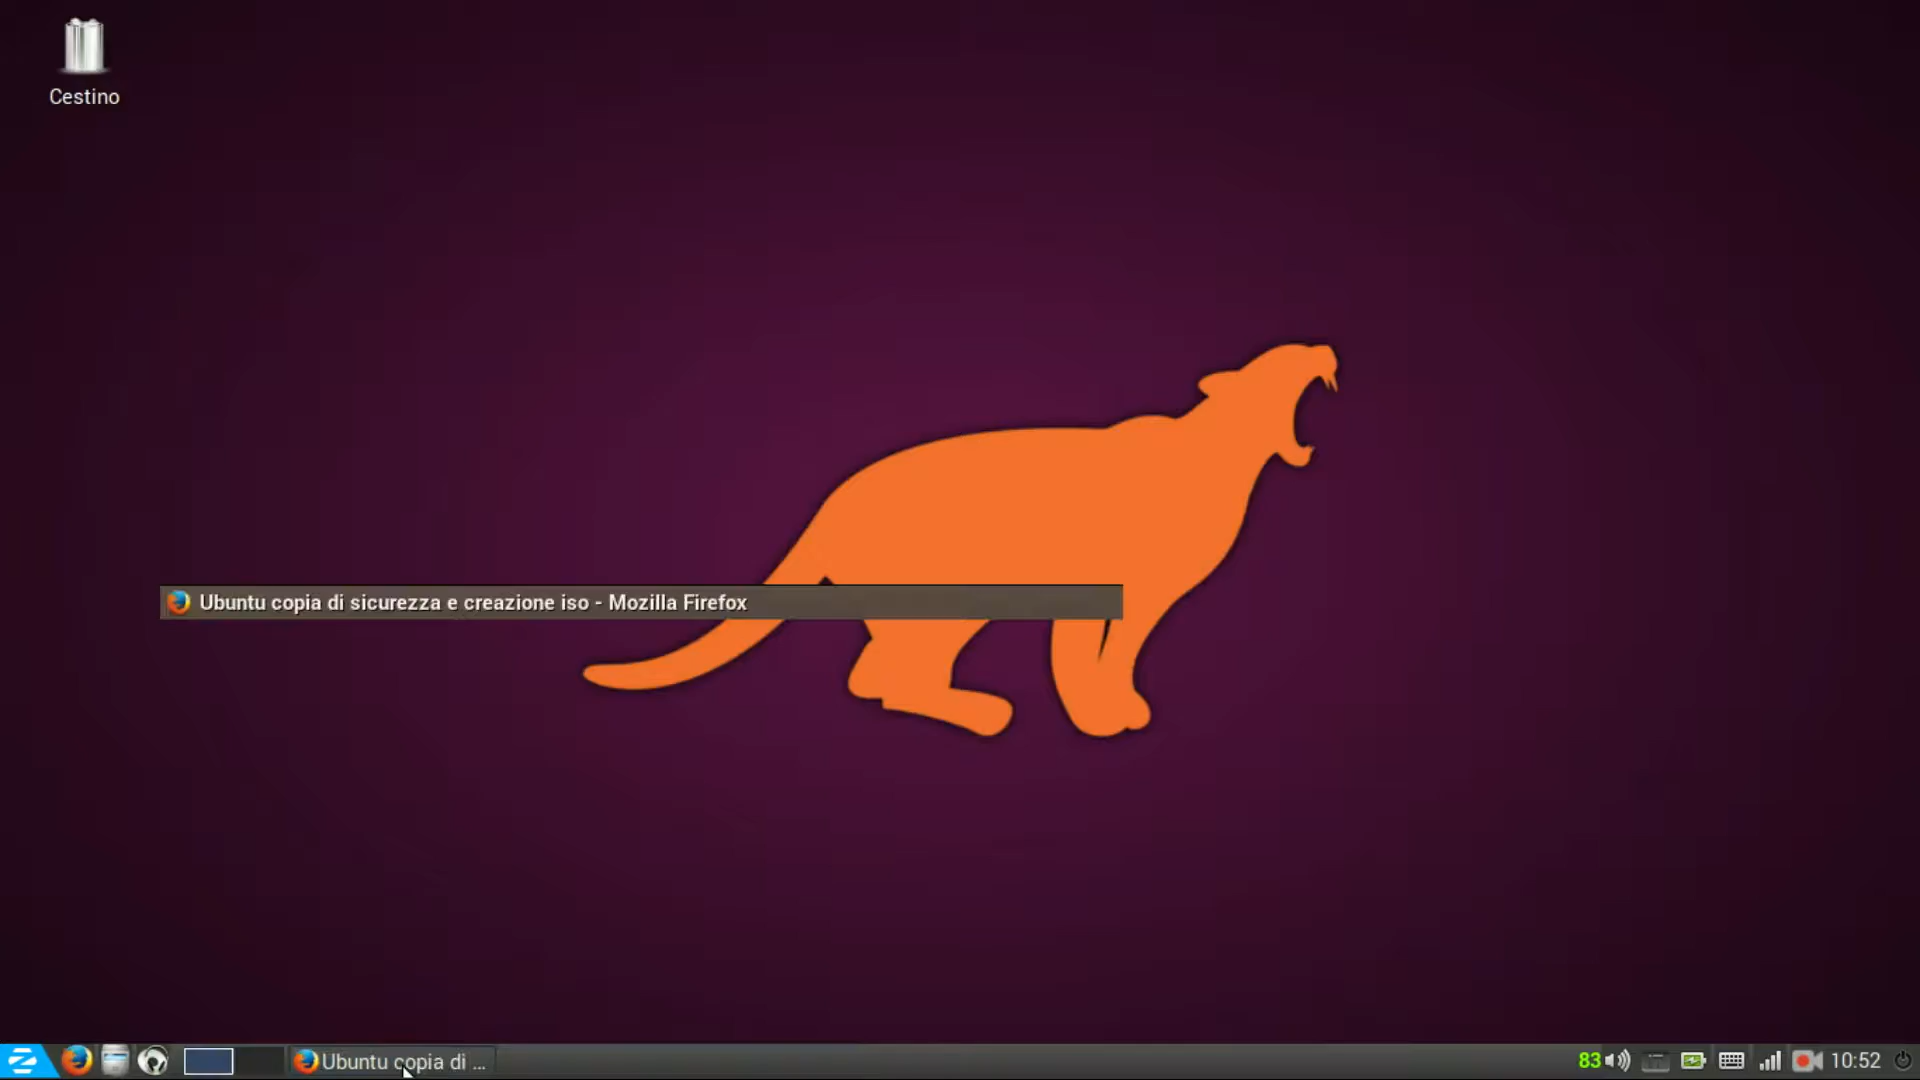 Cestino
Ubuntu copia di sicurezza e creazione iso - Mozilla Firefox
Ubuntu copia di ...
83
10:52